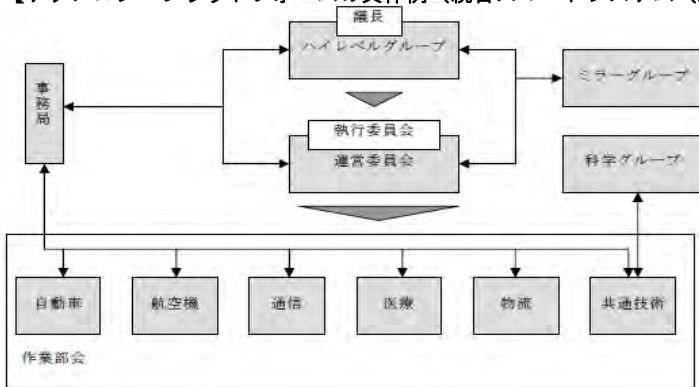 議長
ハイレベルグループ
事務局
ミラーグループ
執行委員会
運営委員会
科学グループ
自動車
航空機
通信
医療
物流
共通技術
作業部会